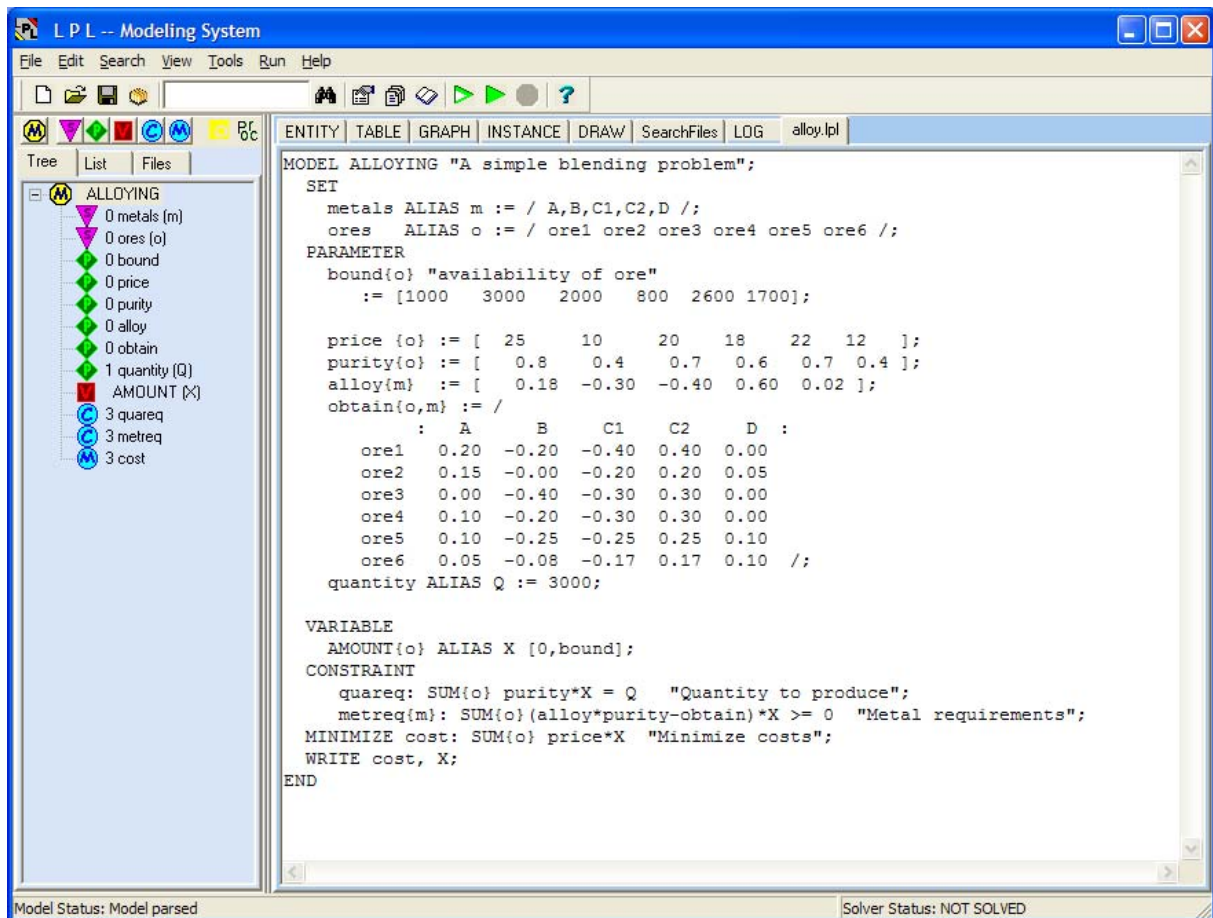 L P L -- Modeling System
File Edit Search View Tools Run Help
Tree List Files
ALLOYING
0 metals (m)
0 ores (o)
0 bound
0 price
0 purity
0 alloy
0 obtain
1 quantity (Q)
AMOUNT (X)
3 quareq
3 metreq
3 cost
ENTITY TABLE GRAPH INSTANCE DRAW SearchFiles LOG alloy.lpl
MODEL ALLOYING "A simple blending problem";
SET
metals ALIAS m := / A,B,C1,C2,D /;
ores ALIAS o := / ore1 ore2 ore3 ore4 ore5 ore6 /;
PARAMETER
bound{o} "availability of ore"
:= [1000 3000 2000 800 2600 1700];
price {o} := [ 25 10 20 18 22 12 ];
purity{o} := [ 0.8 0.4 0.7 0.6 0.7 0.4 ];
alloy{m} := [ 0.18 -0.30 -0.40 0.60 0.02 ];
obtain{o,m} := /
: A B C1 C2 D :
ore1 0.20 -0.20 -0.40 0.40 0.00
ore2 0.15 -0.00 -0.20 0.20 0.05
ore3 0.00 -0.40 -0.30 0.30 0.00
ore4 0.10 -0.20 -0.30 0.30 0.00
ore5 0.10 -0.25 -0.25 0.25 0.10
ore6 0.05 -0.08 -0.17 0.17 0.10 /;
quantity ALIAS Q := 3000;
VARIABLE
AMOUNT{o} ALIAS X [0,bound];
CONSTRAINT
quareq: SUM{o} purity*X = Q "Quantity to produce";
metreq{m}: SUM{o}(alloy*purity-obtain)*X >= 0 "Metal requirements";
MINIMIZE cost: SUM{o} price*X "Minimize costs";
WRITE cost, X;
END
Model Status: Model parsed
Solver Status: NOT SOLVED